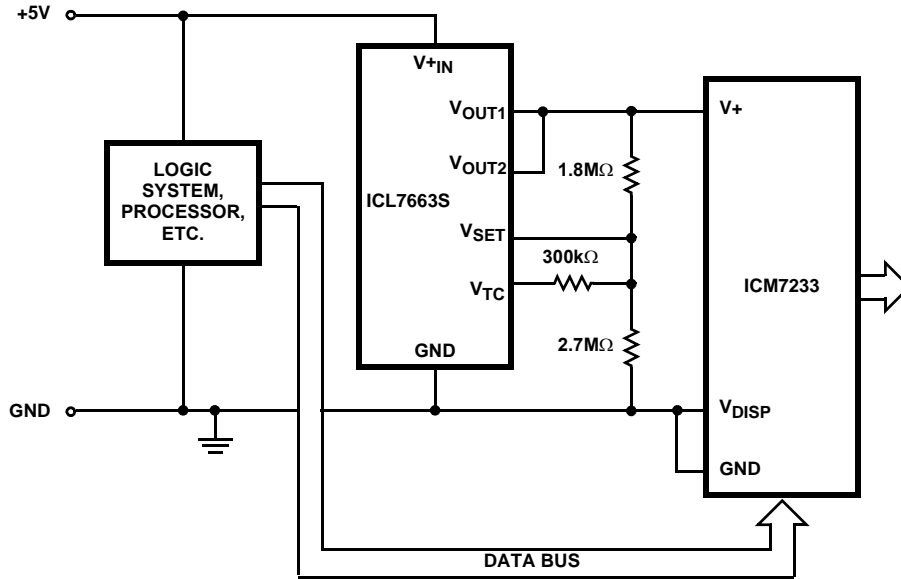 +5V
V+IN
VOUT1
VOUT2
ICL7663S
VSET
VTC
GND
LOGIC
SYSTEM,
PROCESSOR,
ETC.
1.8MΩ
300kΩ
2.7MΩ
V+
ICM7233
VDISP
GND
GND
DATA BUS